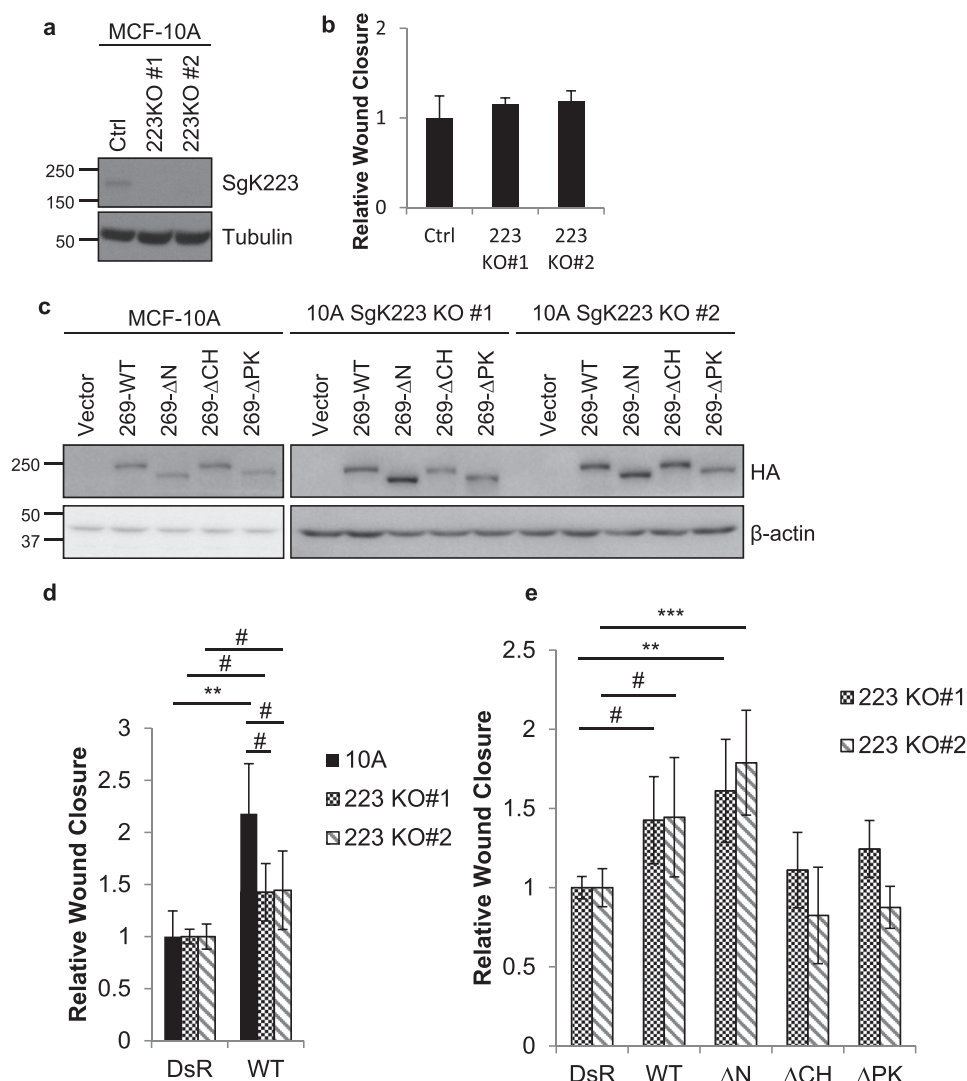 a
MCF-10A
Ctrl
223KO #1
223KO #2
250
150
SgK223
50
Tubulin
b
Relative Wound Closure
2
1
0
Ctrl
223 KO#1
223 KO#2
c
MCF-10A
10A SgK223 KO #1
10A SgK223 KO #2
Vector
269-WT
269-ΔN
269-ΔCH
269-ΔPK
Vector
269-WT
269-ΔN
269-ΔCH
269-ΔPK
Vector
269-WT
269-ΔN
269-ΔCH
269-ΔPK
250
HA
50
37
β-actin
d
#
#
**
#
#
Relative Wound Closure
3
2.5
2
1.5
1
0.5
0
DsR
WT
10A
223 KO#1
223 KO#2
e
***
**
#
#
Relative Wound Closure
2.5
2
1.5
1
0.5
0
DsR
WT
ΔN
ΔCH
ΔPK
223 KO#1
223 KO#2